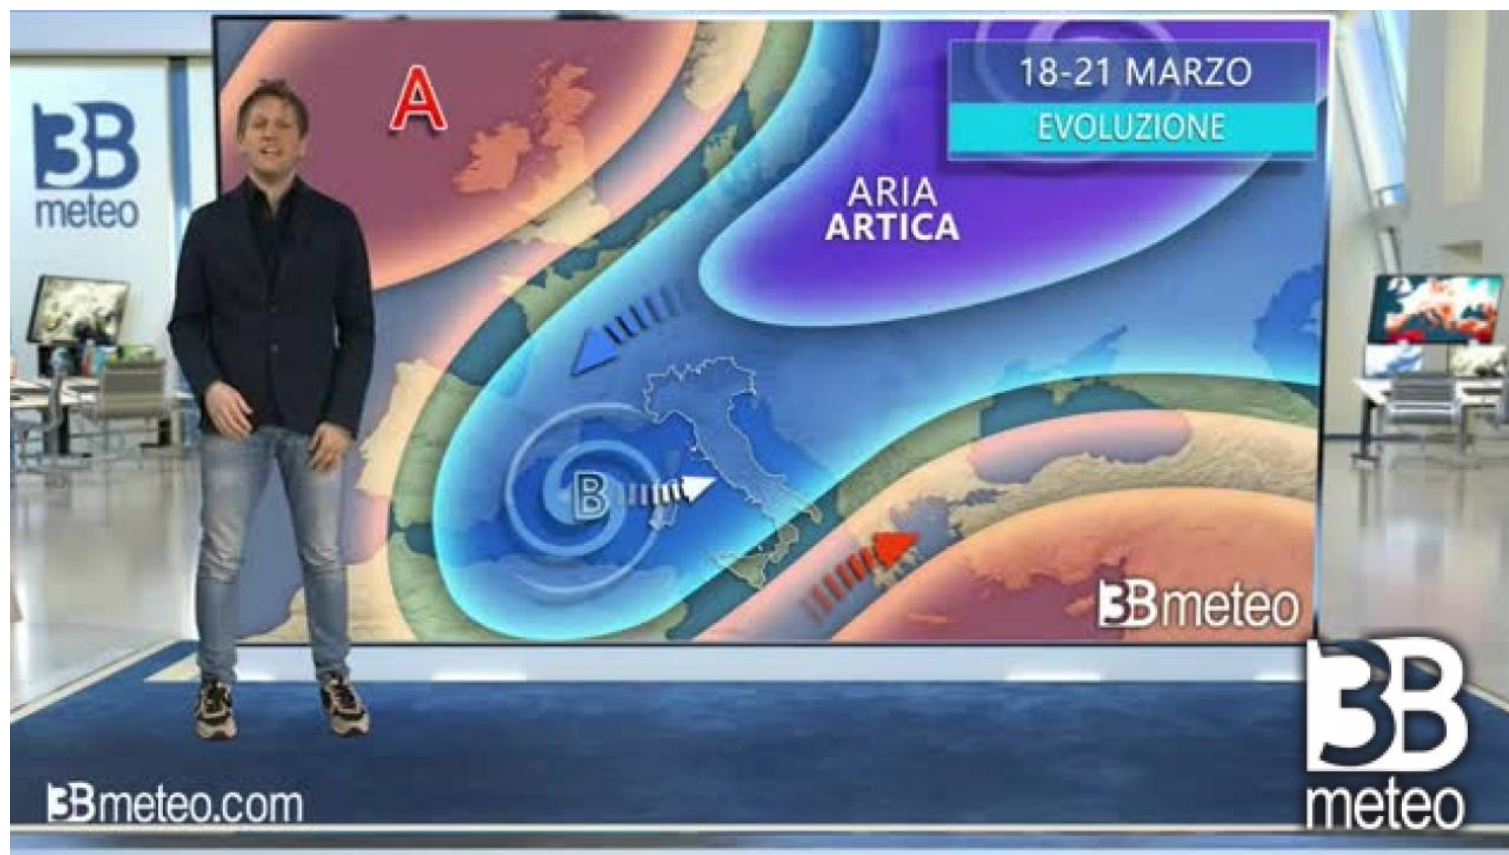 3B
meteo
A
18-21 MARZO
EVOLUZIONE
ARIA
ARTICA
B
3Bmeteo
3B
meteo
3Bmeteo.com